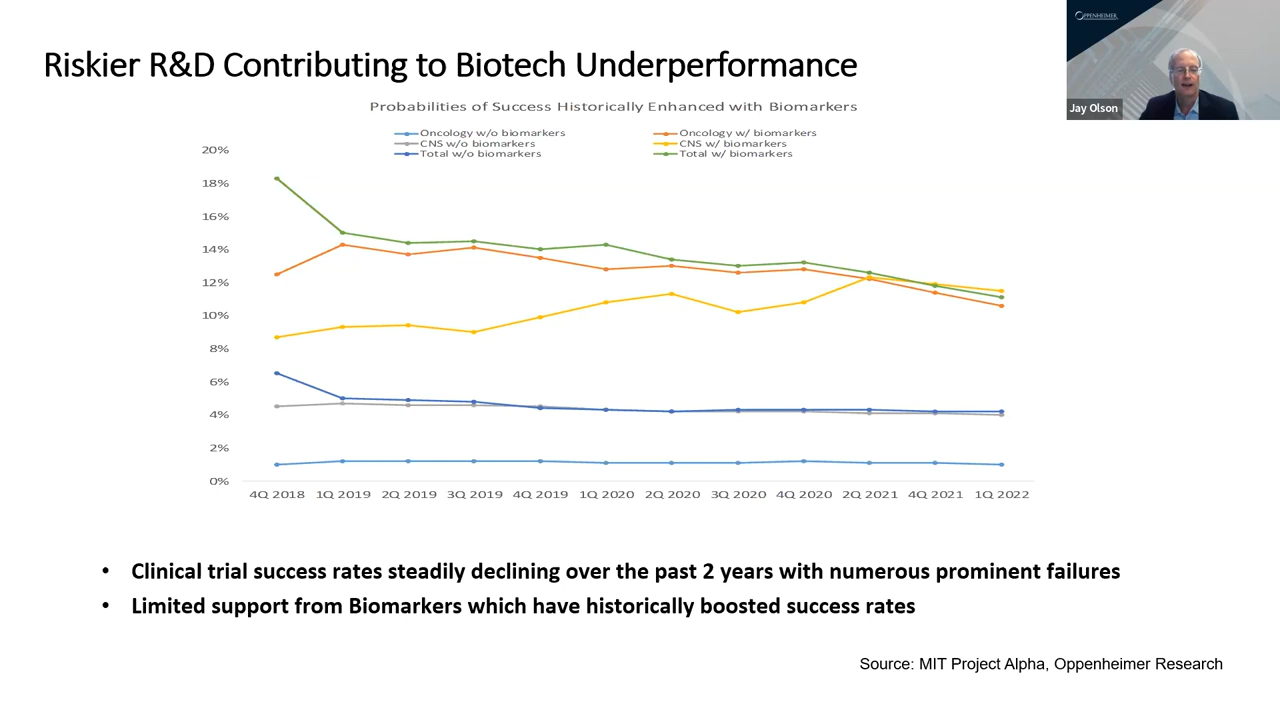 OPPENHEIMER
Jay Olson
Riskier R&D Contributing to Biotech Underperformance
Probabilities of Success Historically Enhanced with Biomarkers
Oncology w/o biomarkers
Oncology w/ biomarkers
CNS w/o biomarkers
CNS w/ biomarkers
Total w/o biomarkers
Total w/ biomarkers
20%
18%
16%
14%
12%
10%
8%
6%
4%
2%
0%
4Q 2018 1Q 2019 2Q 2019 3Q 2019 4Q 2019 1Q 2020 2Q 2020 3Q 2020 4Q 2020 2Q 2021 4Q 2021 1Q 2022
• Clinical trial success rates steadily declining over the past 2 years with numerous prominent failures
• Limited support from Biomarkers which have historically boosted success rates
Source: MIT Project Alpha, Oppenheimer Research